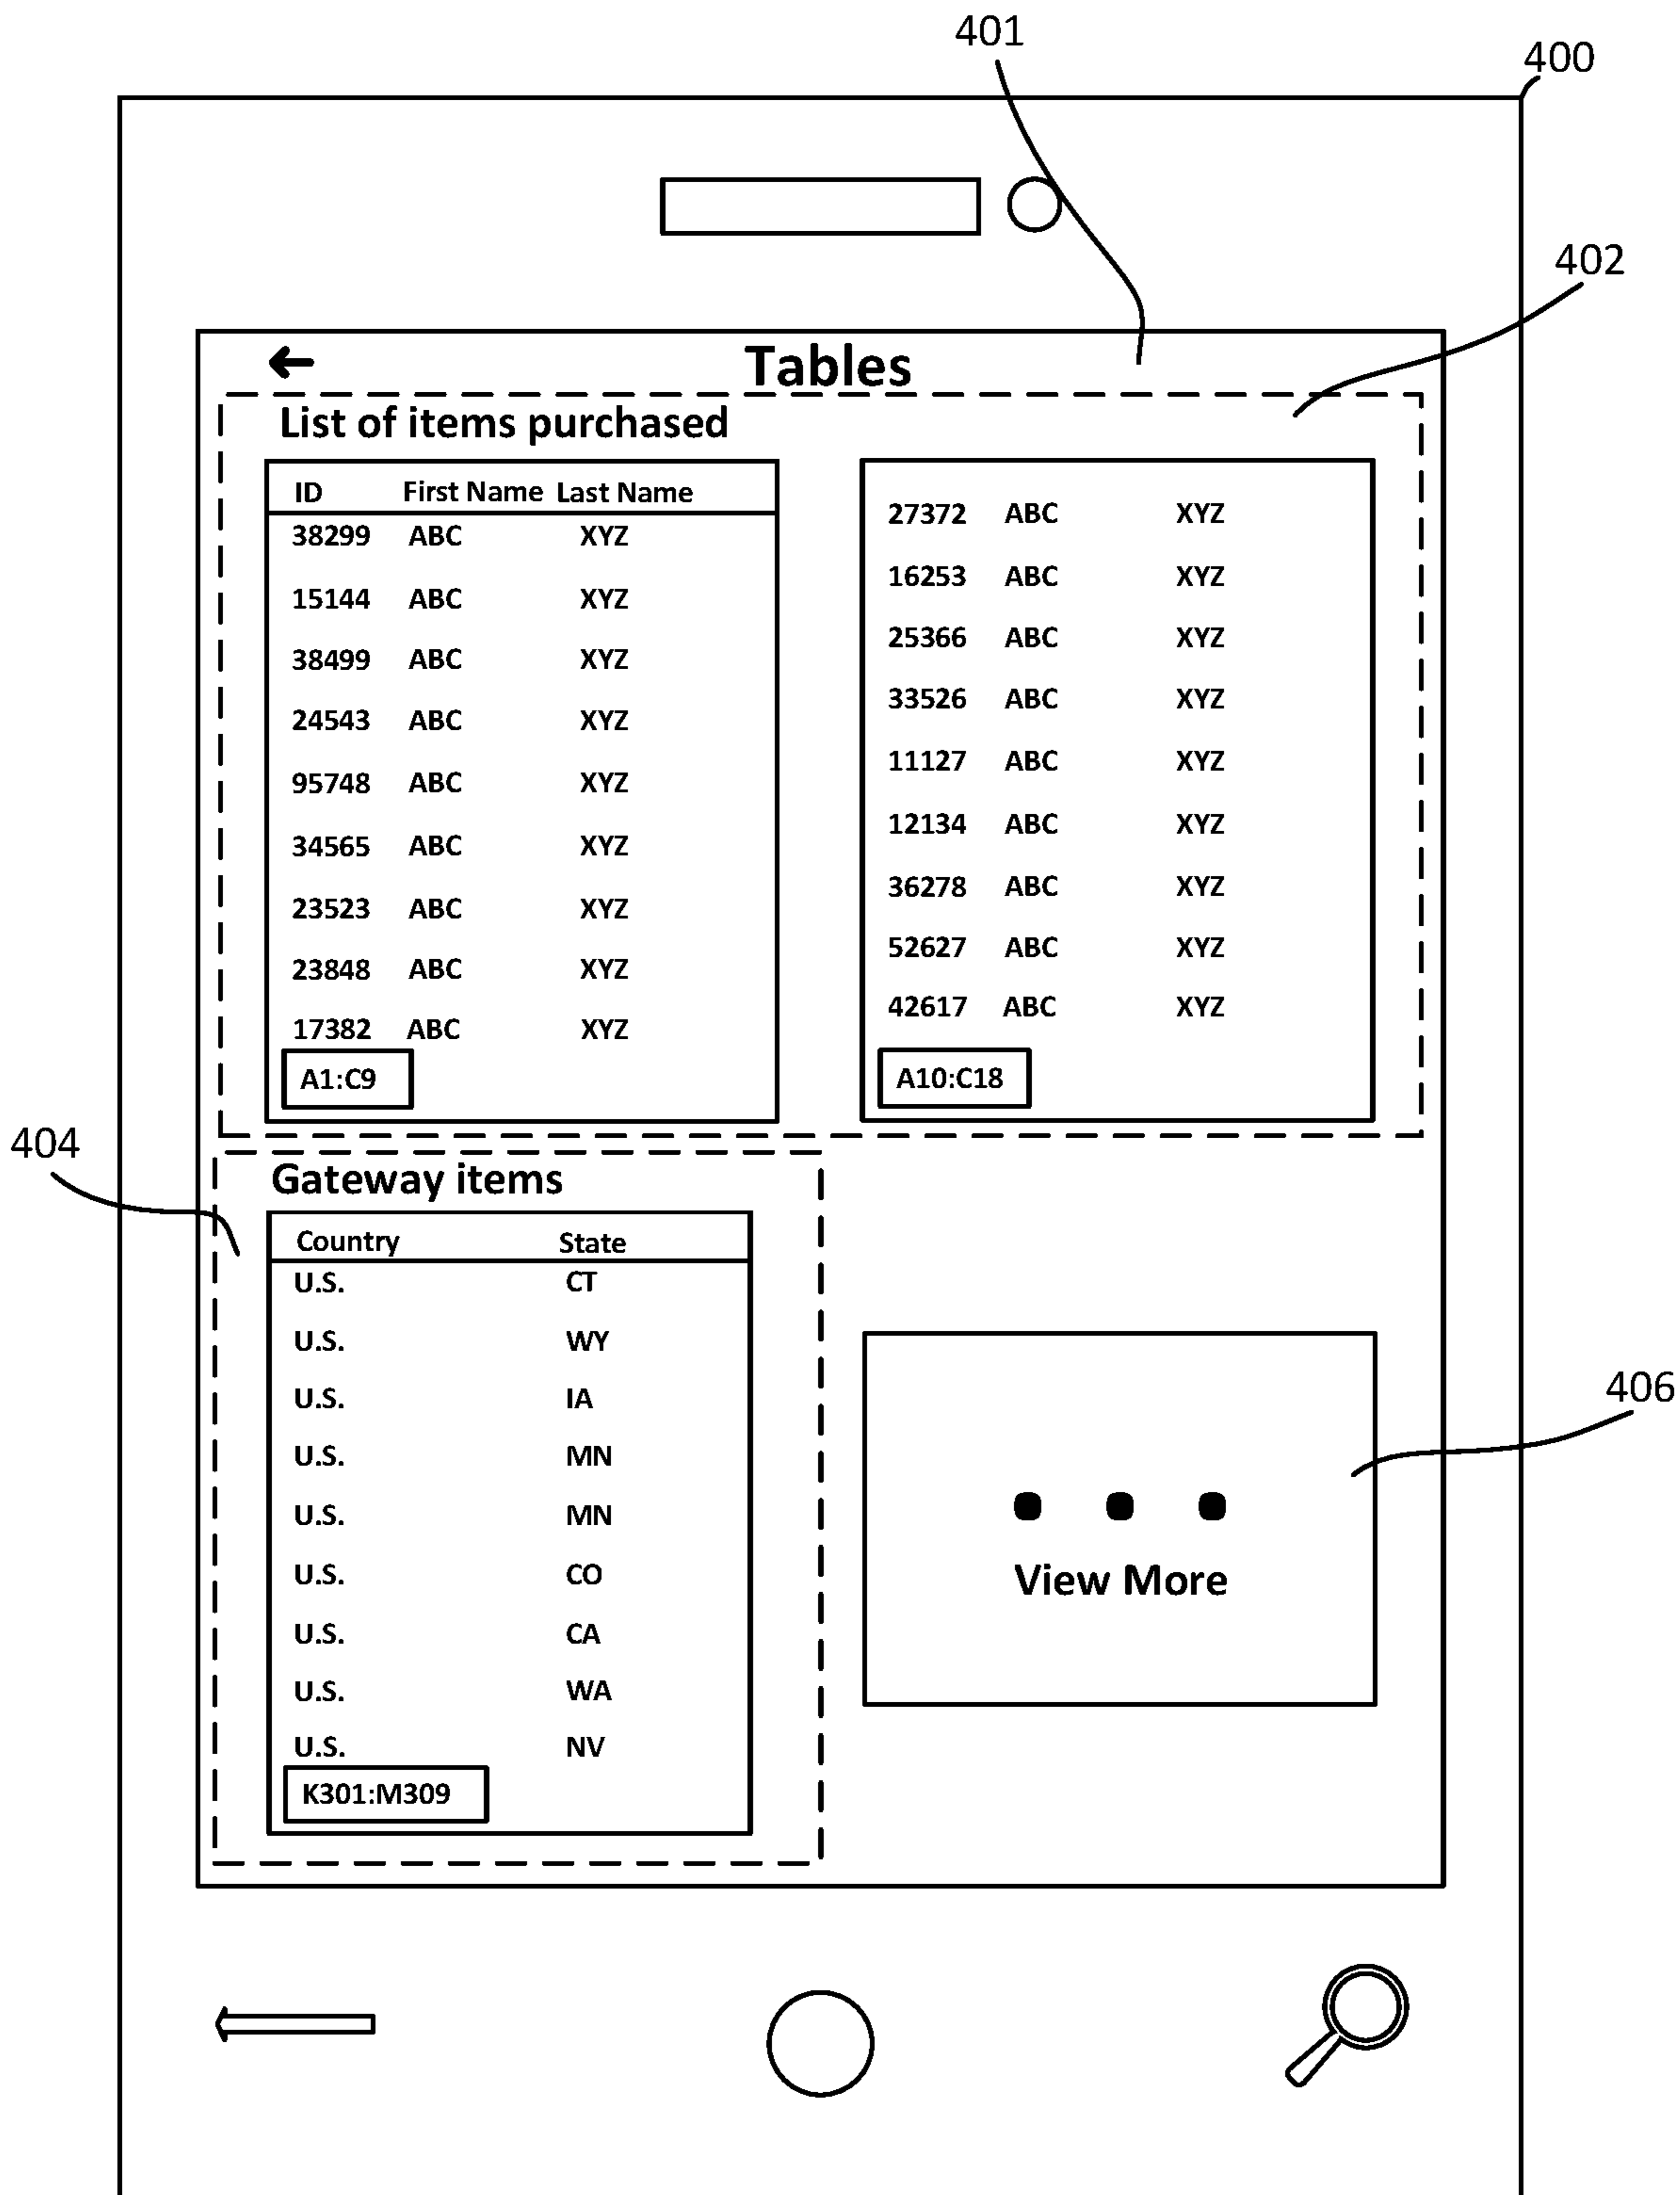 401
400
402
Tables
List of items purchased
ID First Name Last Name
38299 ABC XYZ
15144 ABC XYZ
38499 ABC XYZ
24543 ABC XYZ
95748 ABC XYZ
34565 ABC XYZ
23523 ABC XYZ
23848 ABC XYZ
17382 ABC XYZ
A1:C9
27372 ABC XYZ
16253 ABC XYZ
25366 ABC XYZ
33526 ABC XYZ
11127 ABC XYZ
12134 ABC XYZ
36278 ABC XYZ
52627 ABC XYZ
42617 ABC XYZ
A10:C18
404
Gateway items
Country State
U.S. CT
U.S. WY
U.S. IA
U.S. MN
U.S. MN
U.S. CO
U.S. CA
U.S. WA
U.S. NV
K301:M309
406
View More